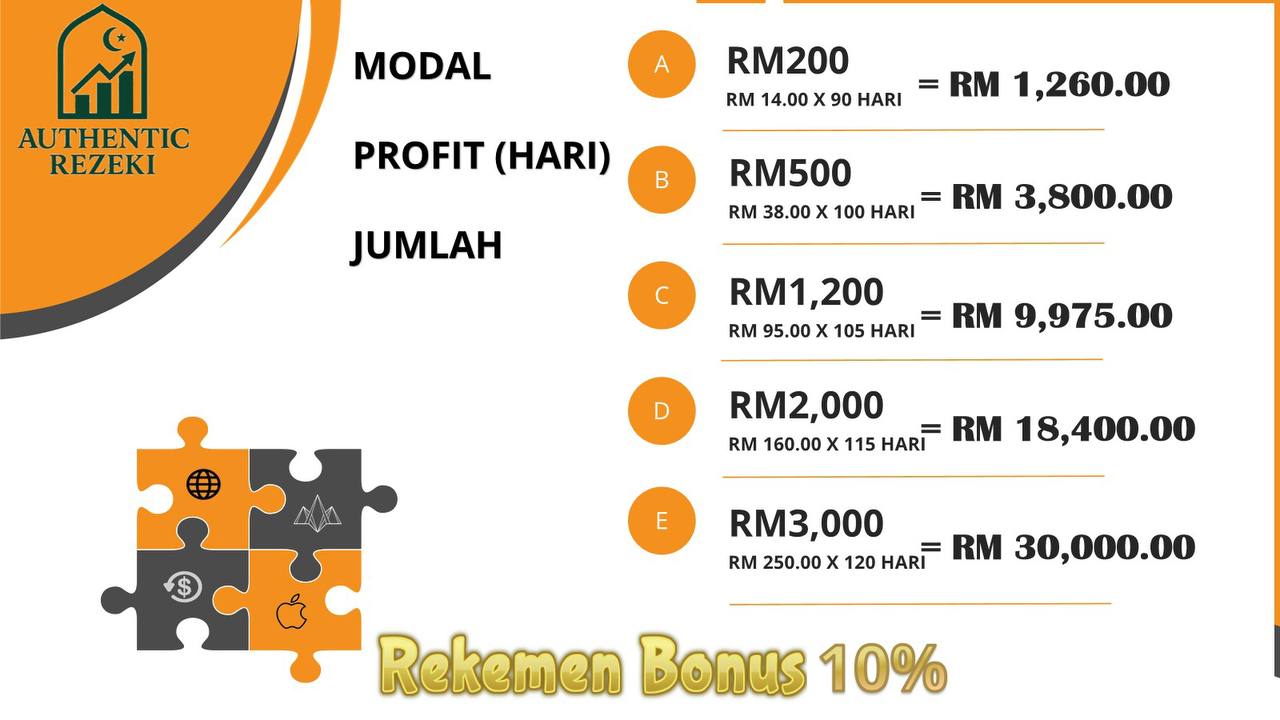 AUTHENTIC
REZEKI
MODAL
PROFIT (HARI)
JUMLAH
A
RM200
RM 14.00 X 90 HARI
= RM 1,260.00
B
RM500
RM 38.00 X 100 HARI
= RM 3,800.00
C
RM1,200
RM 95.00 X 105 HARI
= RM 9,975.00
D
RM2,000
RM 160.00 X 115 HARI
= RM 18,400.00
E
RM3,000
RM 250.00 X 120 HARI
= RM 30,000.00
$
Rekemen Bonus 10%